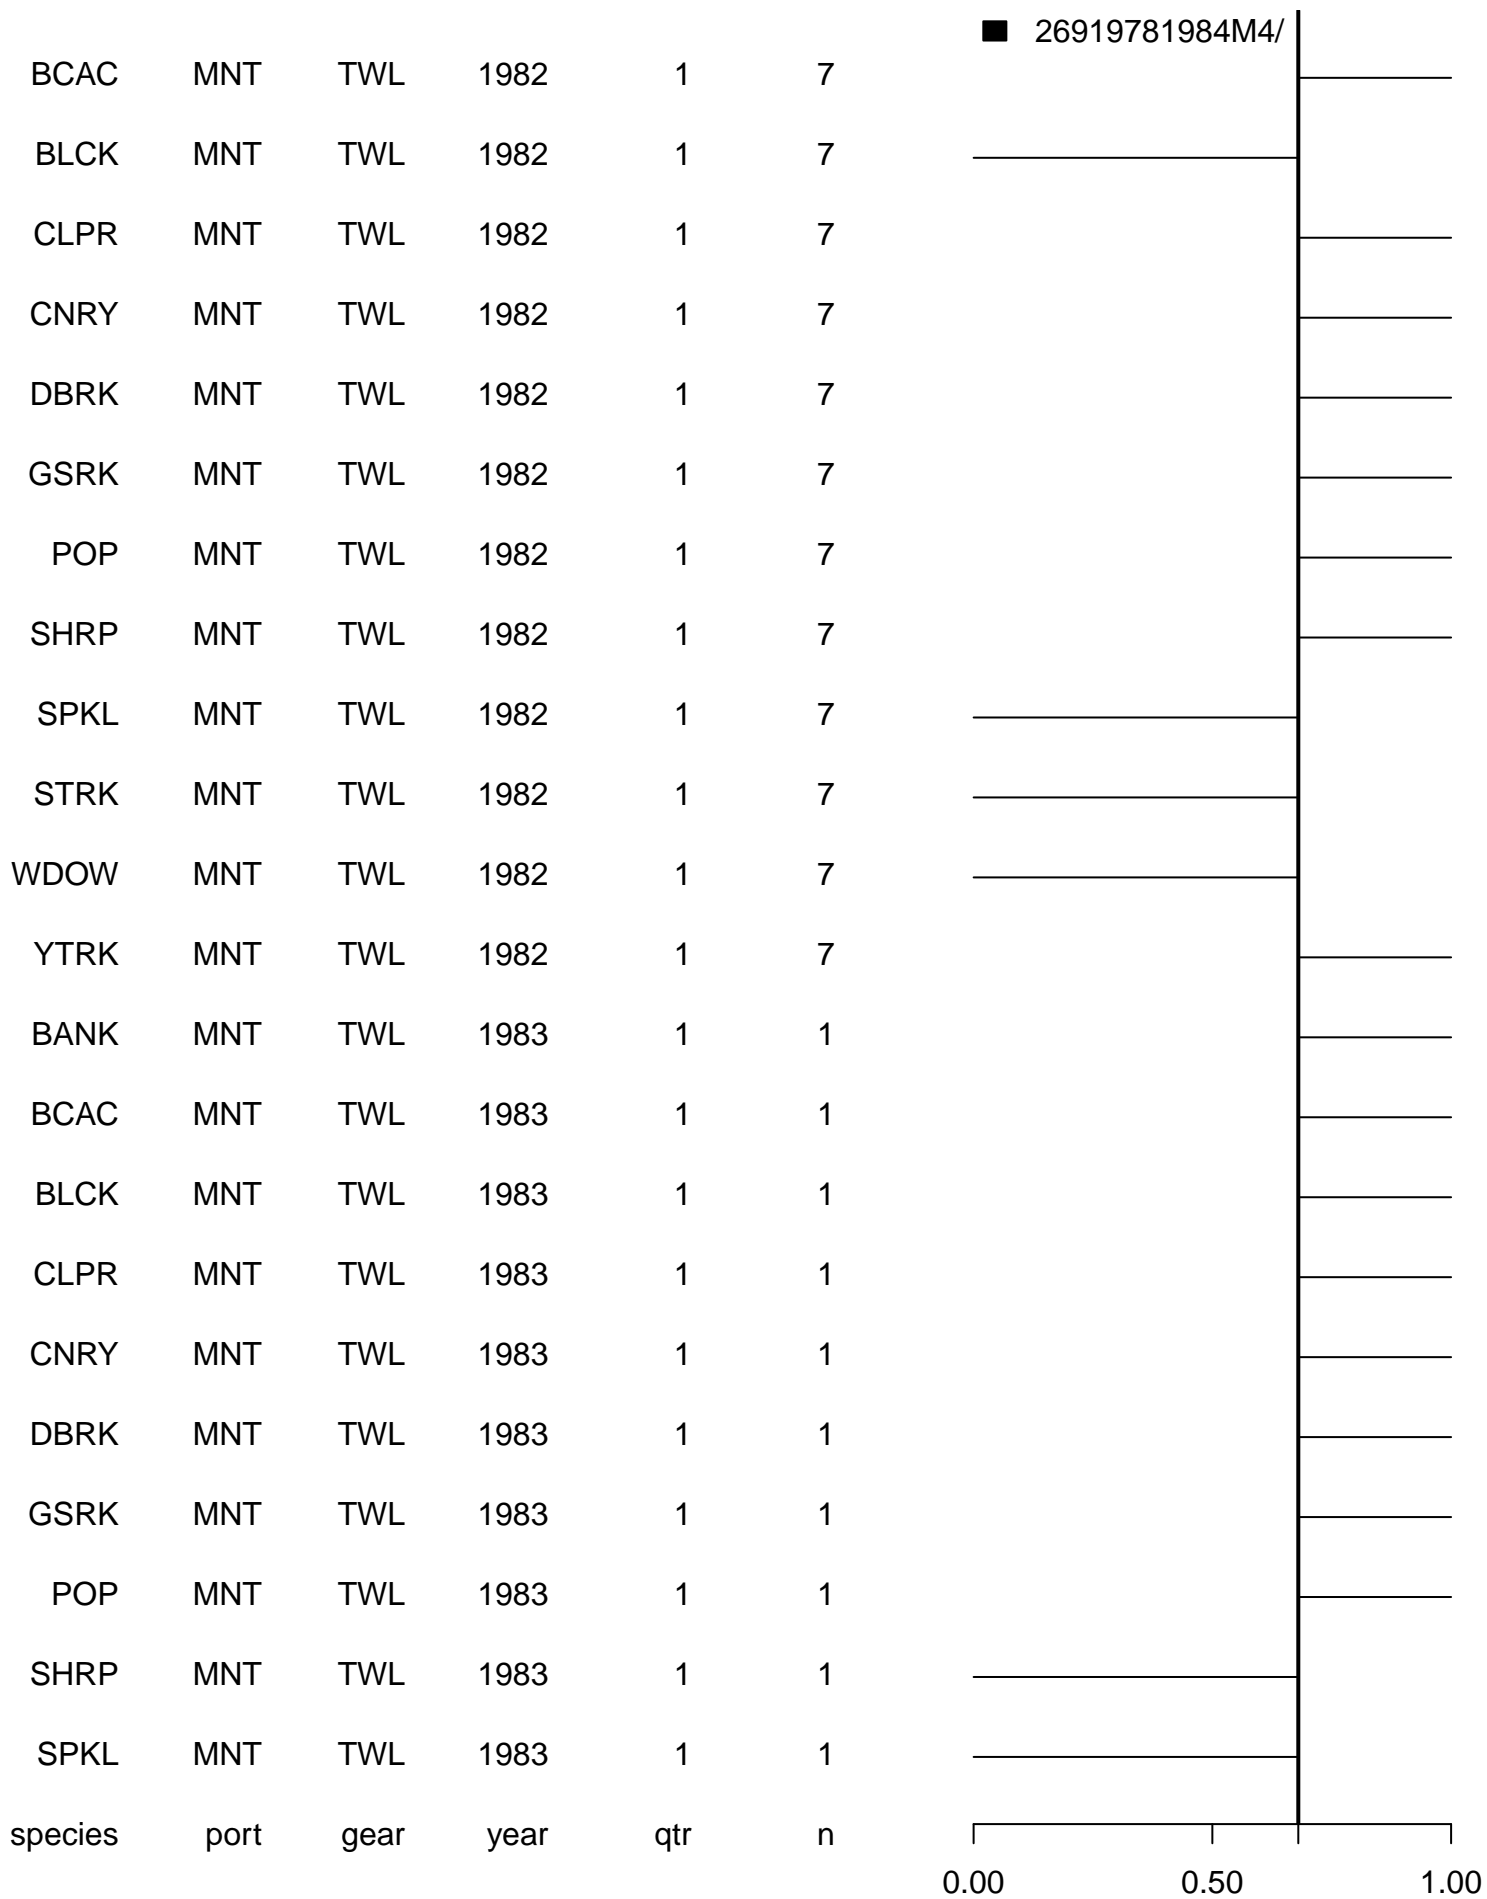 26919781984M4/
BCAC MNT TWL 1982 1 7
BLCK MNT TWL 1982 1 7
CLPR MNT TWL 1982 1 7
CNRY MNT TWL 1982 1 7
DBRK MNT TWL 1982 1 7
GSRK MNT TWL 1982 1 7
POP MNT TWL 1982 1 7
SHRP MNT TWL 1982 1 7
SPKL MNT TWL 1982 1 7
STRK MNT TWL 1982 1 7
WDOW MNT TWL 1982 1 7
YTRK MNT TWL 1982 1 7
BANK MNT TWL 1983 1 1
BCAC MNT TWL 1983 1 1
BLCK MNT TWL 1983 1 1
CLPR MNT TWL 1983 1 1
CNRY MNT TWL 1983 1 1
DBRK MNT TWL 1983 1 1
GSRK MNT TWL 1983 1 1
POP MNT TWL 1983 1 1
SHRP MNT TWL 1983 1 1
SPKL MNT TWL 1983 1 1
species port gear year qtr n
0.00 0.50 1.00